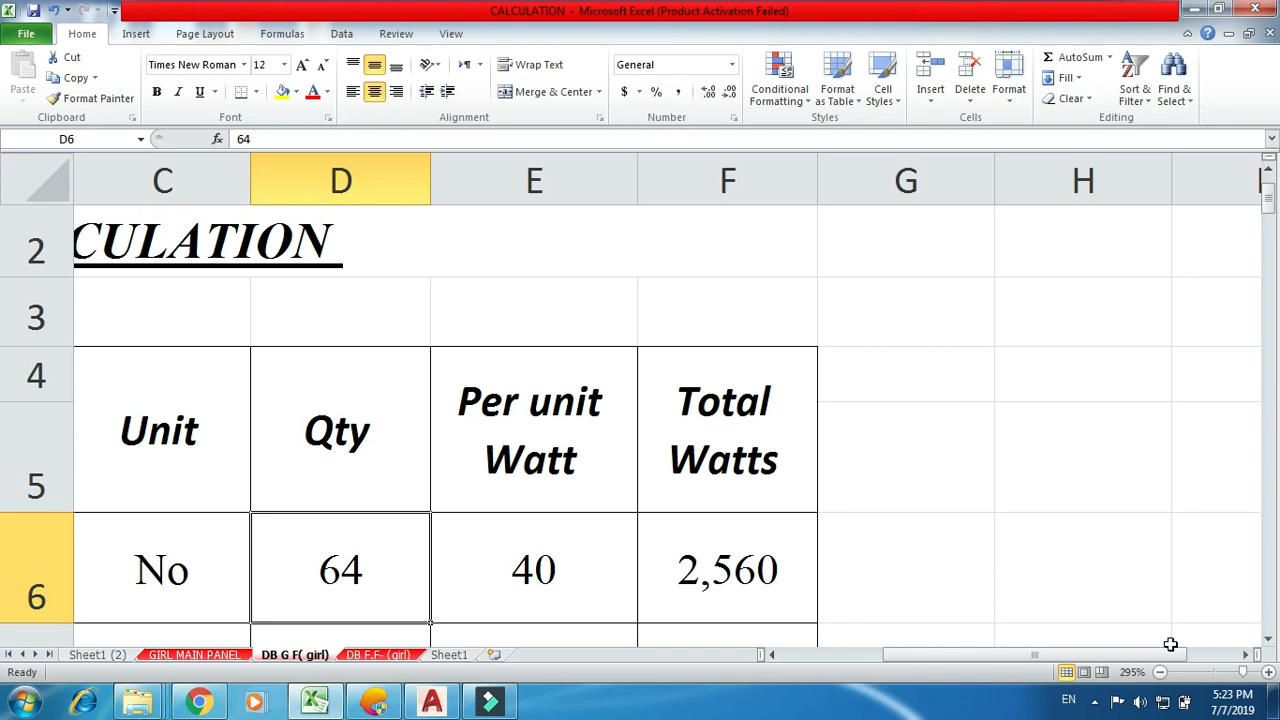 CALCULATION - Microsoft Excel (Product Activation Failed)
File Home Insert Page Layout Formulas Data Review View
Paste Cut Copy Format Painter
Clipboard
Times New Roman 12
B I U
Font
Wrap Text
Merge & Center
Alignment
General
$ % ,
Number
Conditional Formatting
Format as Table
Cell Styles
Styles
Insert Delete Format
Cells
AutoSum
Fill
Clear
Sort & Filter
Find & Select
Editing
D6 fx 64
C D E F G H
2 CULATION
3
4
5
Unit Qty Per unit Watt Total Watts
6 No 64 40 2,560
Sheet1 (2) GIRL MAIN PANEL DB G F( girl) DB F.F- (girl) Sheet1
Ready 295%
EN 5:23 PM
7/7/2019